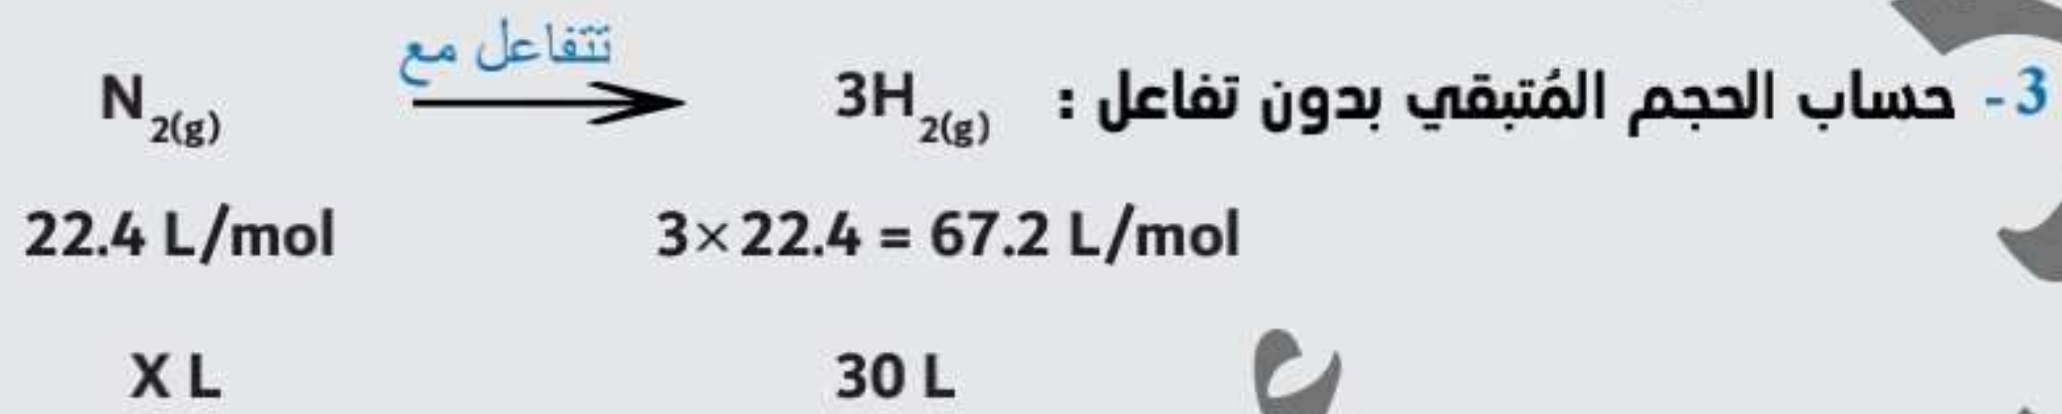 3- حساب الحجم المُتبقي بدون تفاعل :
N2(g) تتفاعل مع ⟶ 3H2(g)
22.4 L/mol 3×22.4 = 67.2 L/mol
X L 30 L